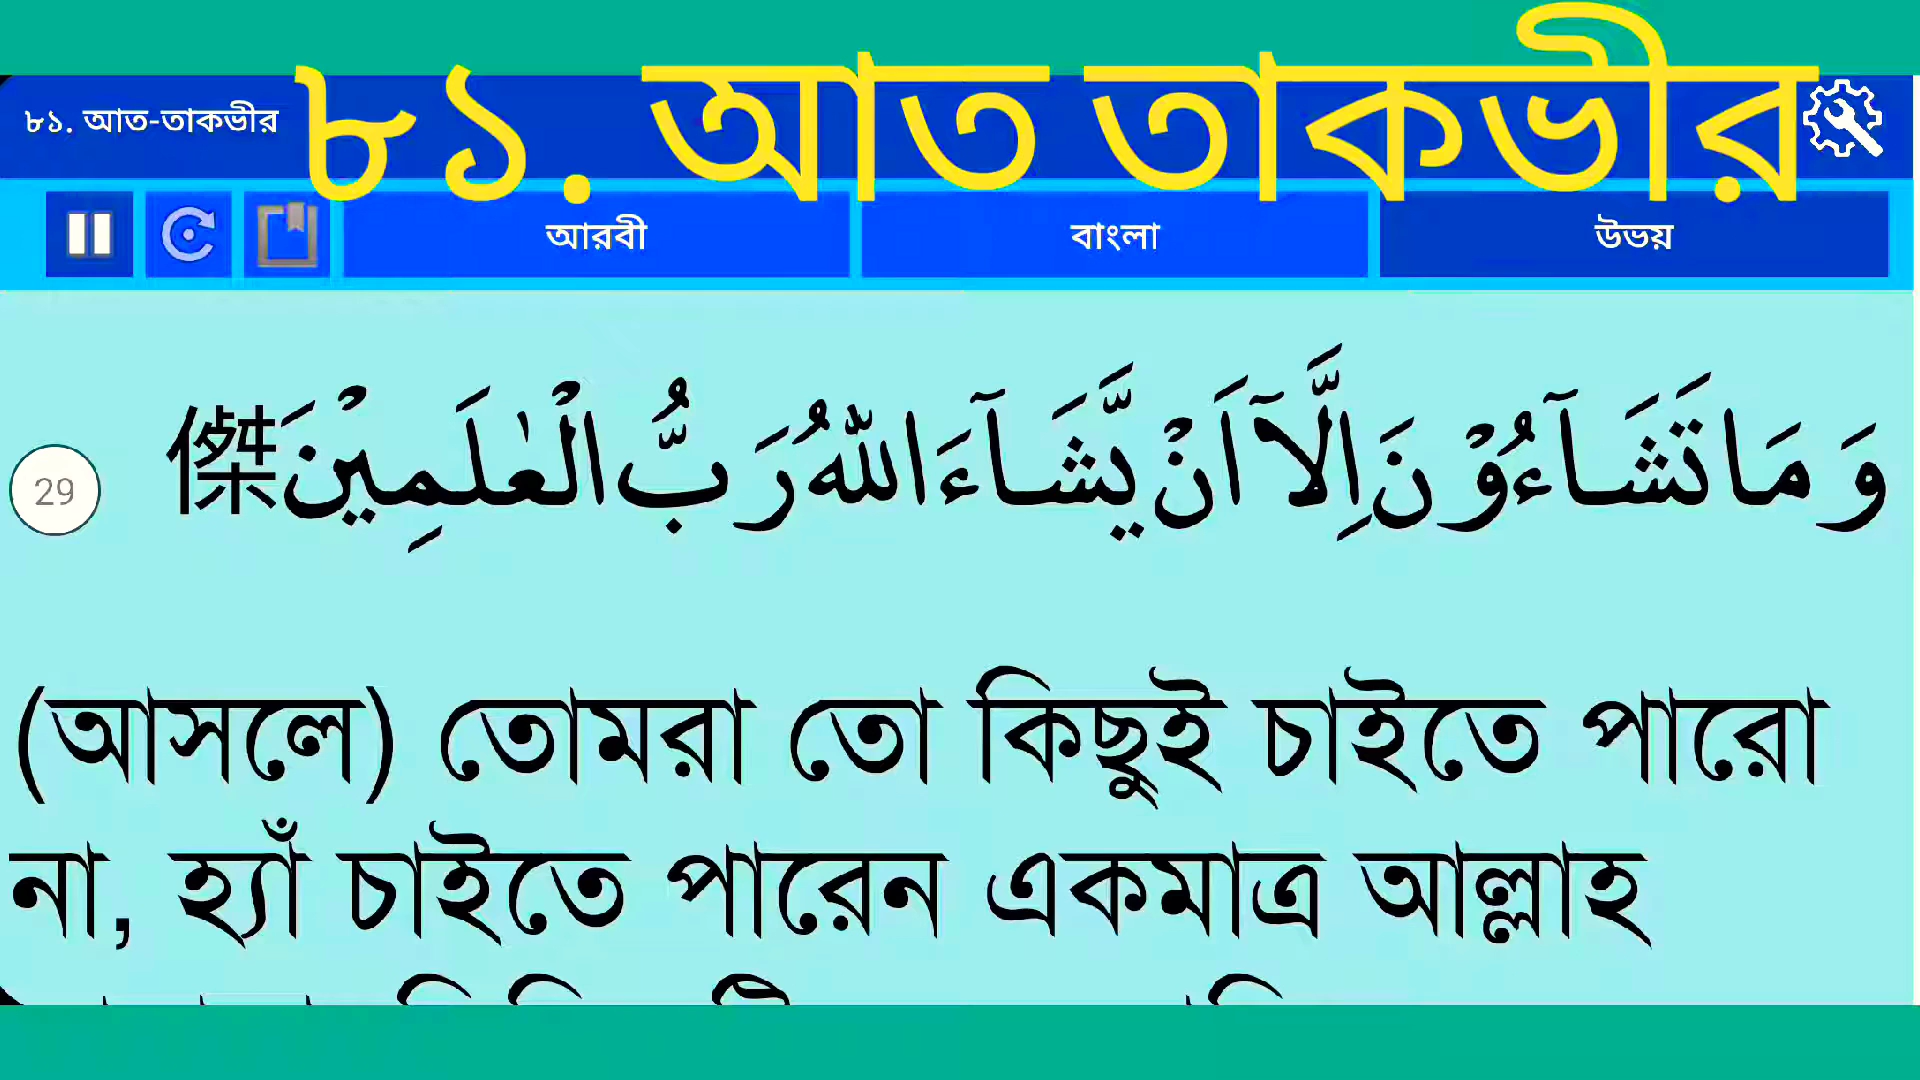 ৮১. আত তাকভীর
৮১. আত-তাকভীর
আরবী বাংলা উভয়
وَ مَا تَشَآءُوْنَ اِلَّاۤ اَنْ يَّشَآءَ اللّٰهُ رَبُّ الْعٰلَمِيْنَ傑
29
(আসলে) তোমরা তো কিছুই চাইতে পারো
না, হ্যাঁ চাইতে পারেন একমাত্র আল্লাহ